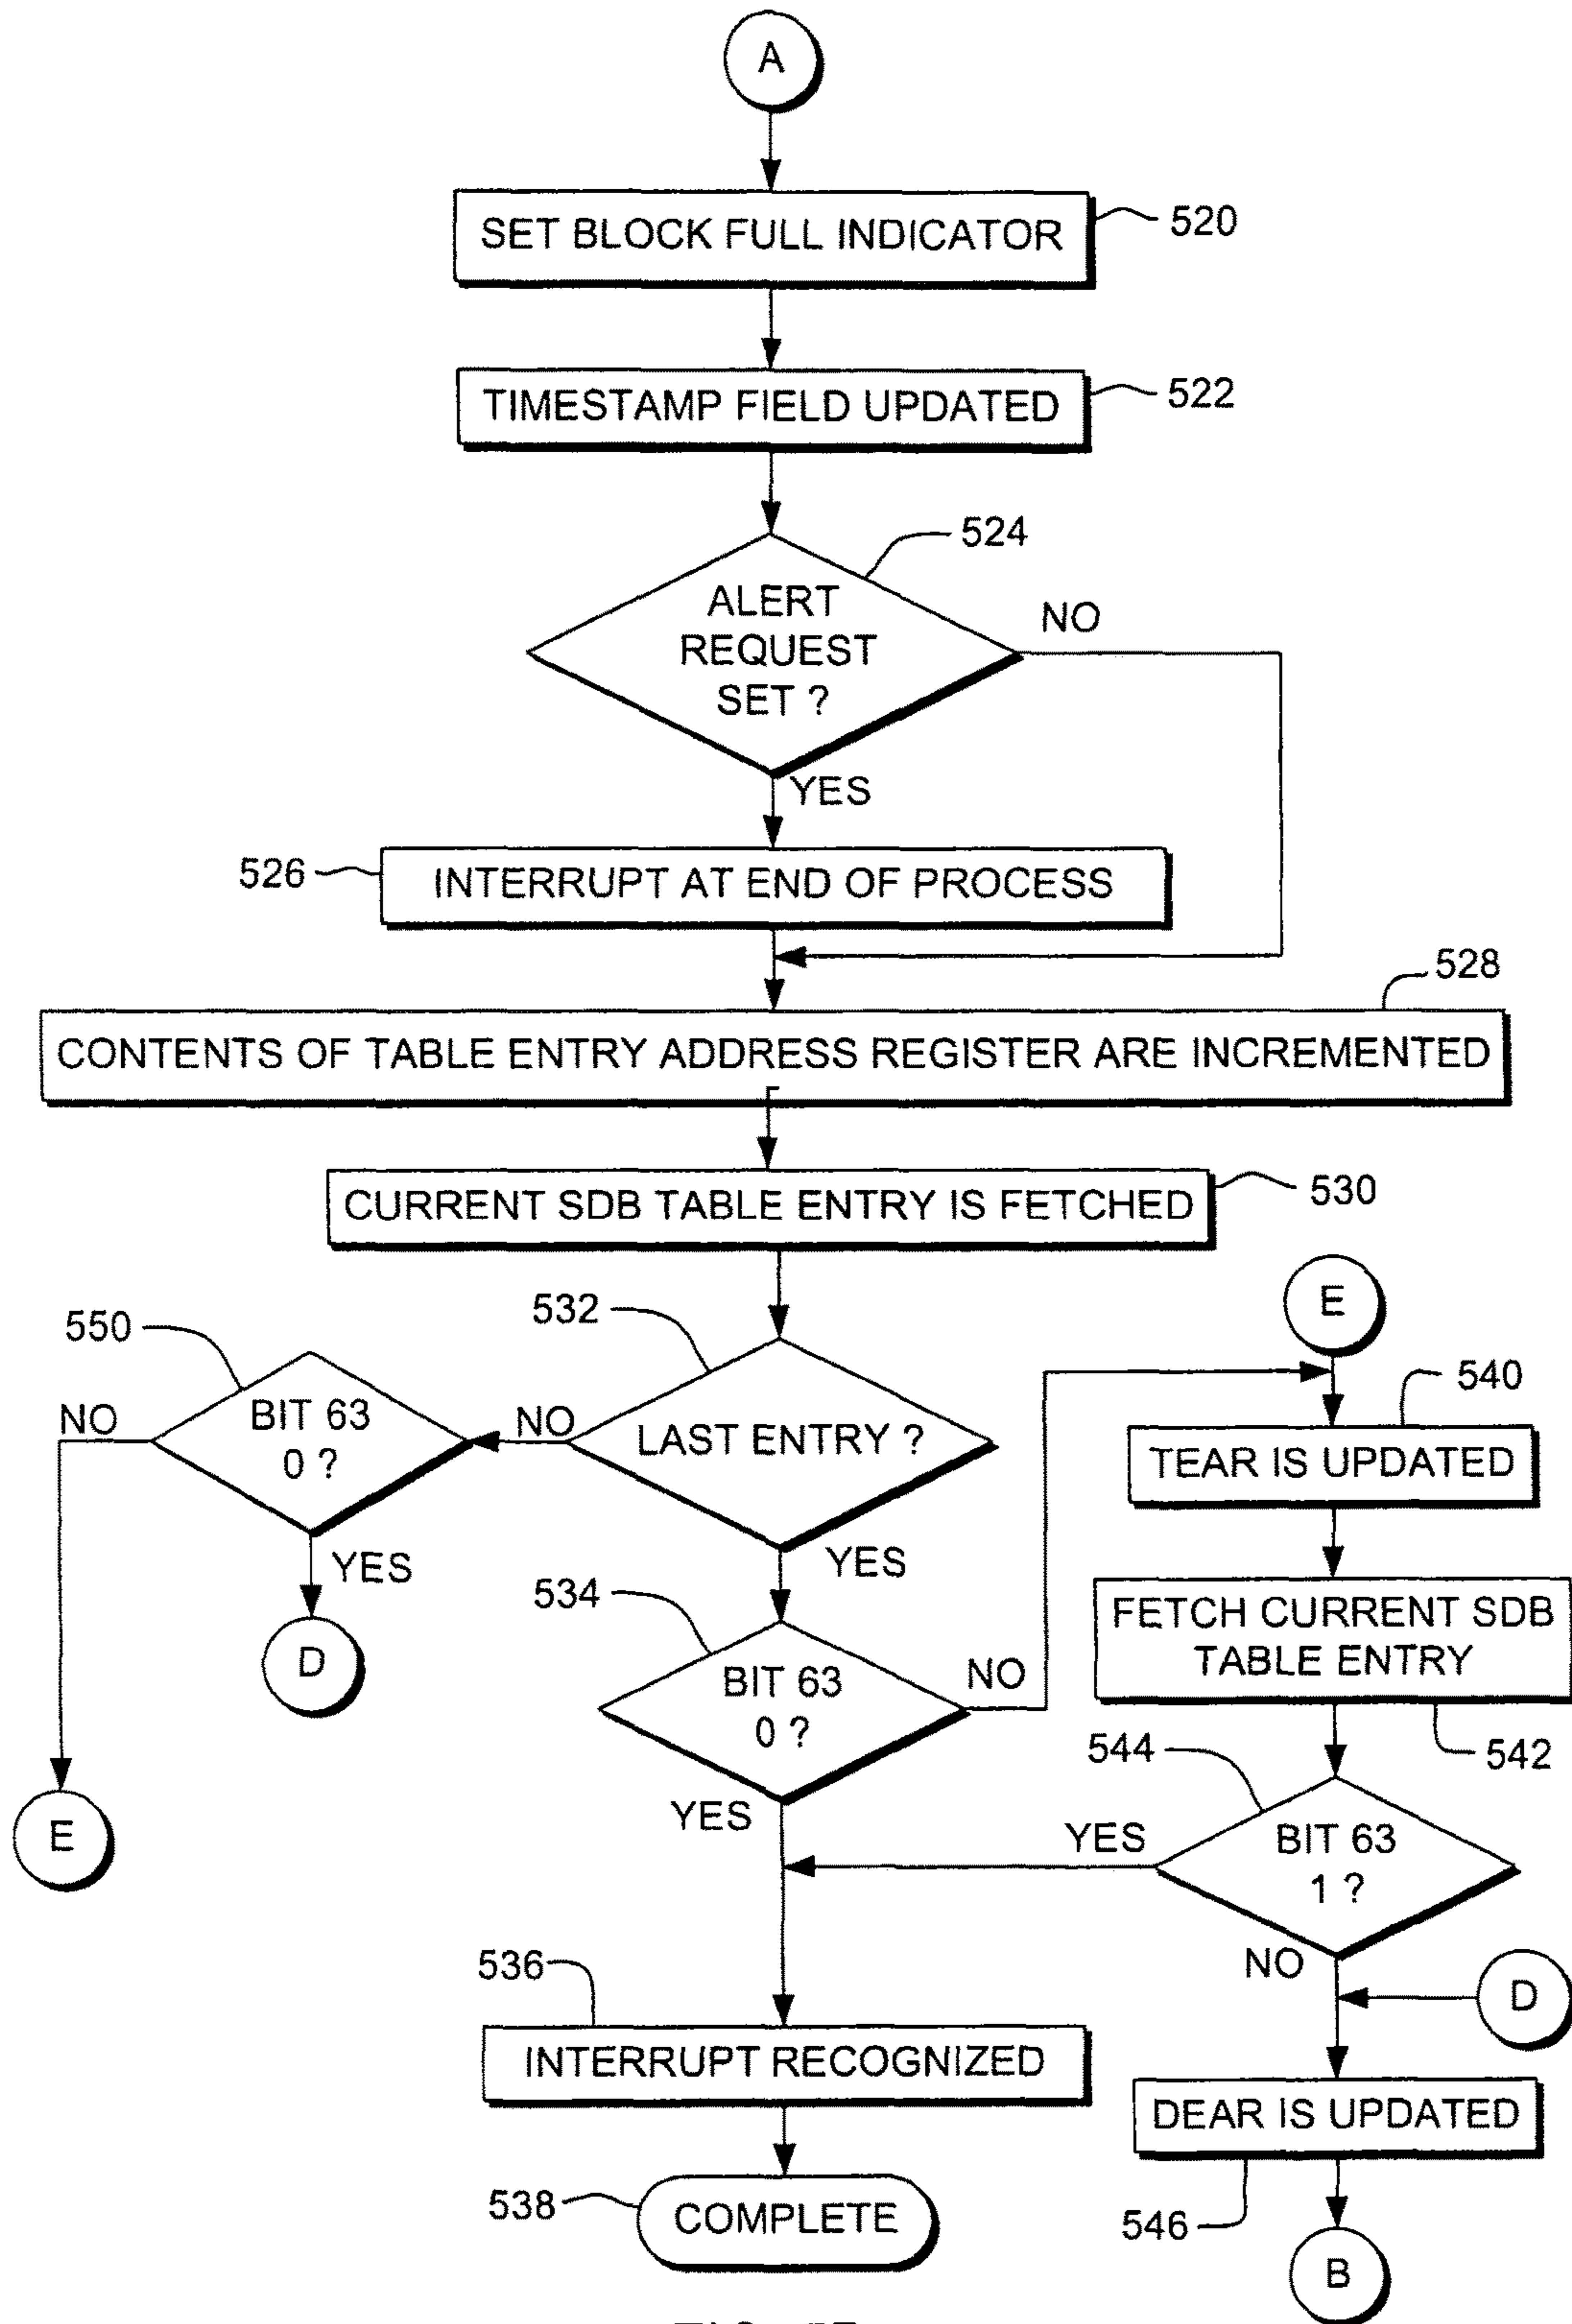 A
SET BLOCK FULL INDICATOR
520
TIMESTAMP FIELD UPDATED
522
524
ALERT
REQUEST
SET ?
NO
YES
526
INTERRUPT AT END OF PROCESS
528
CONTENTS OF TABLE ENTRY ADDRESS REGISTER ARE INCREMENTED
CURRENT SDB TABLE ENTRY IS FETCHED
530
E
532
550
540
NO
BIT 63
0 ?
NO
LAST ENTRY ?
TEAR IS UPDATED
YES
YES
534
FETCH CURRENT SDB
TABLE ENTRY
D
BIT 63
0 ?
NO
542
544
E
YES
YES
BIT 63
1 ?
536
NO
D
INTERRUPT RECOGNIZED
DEAR IS UPDATED
538
COMPLETE
546
B